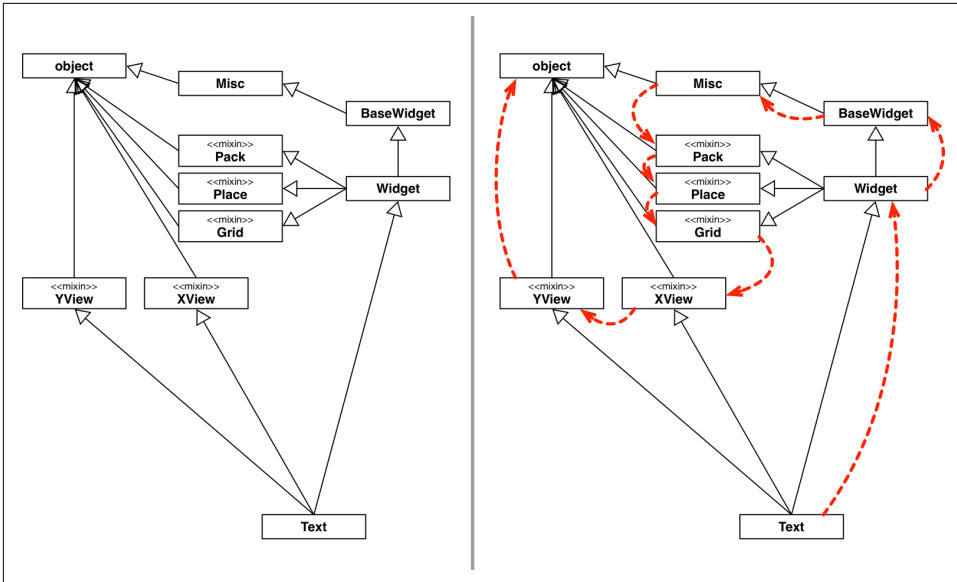 object
Misc
BaseWidget
<<mixin>>
Pack
<<mixin>>
Place
Widget
<<mixin>>
Grid
<<mixin>>
YView
<<mixin>>
XView
Text
object
Misc
BaseWidget
<<mixin>>
Pack
<<mixin>>
Place
Widget
<<mixin>>
Grid
<<mixin>>
YView
<<mixin>>
XView
Text